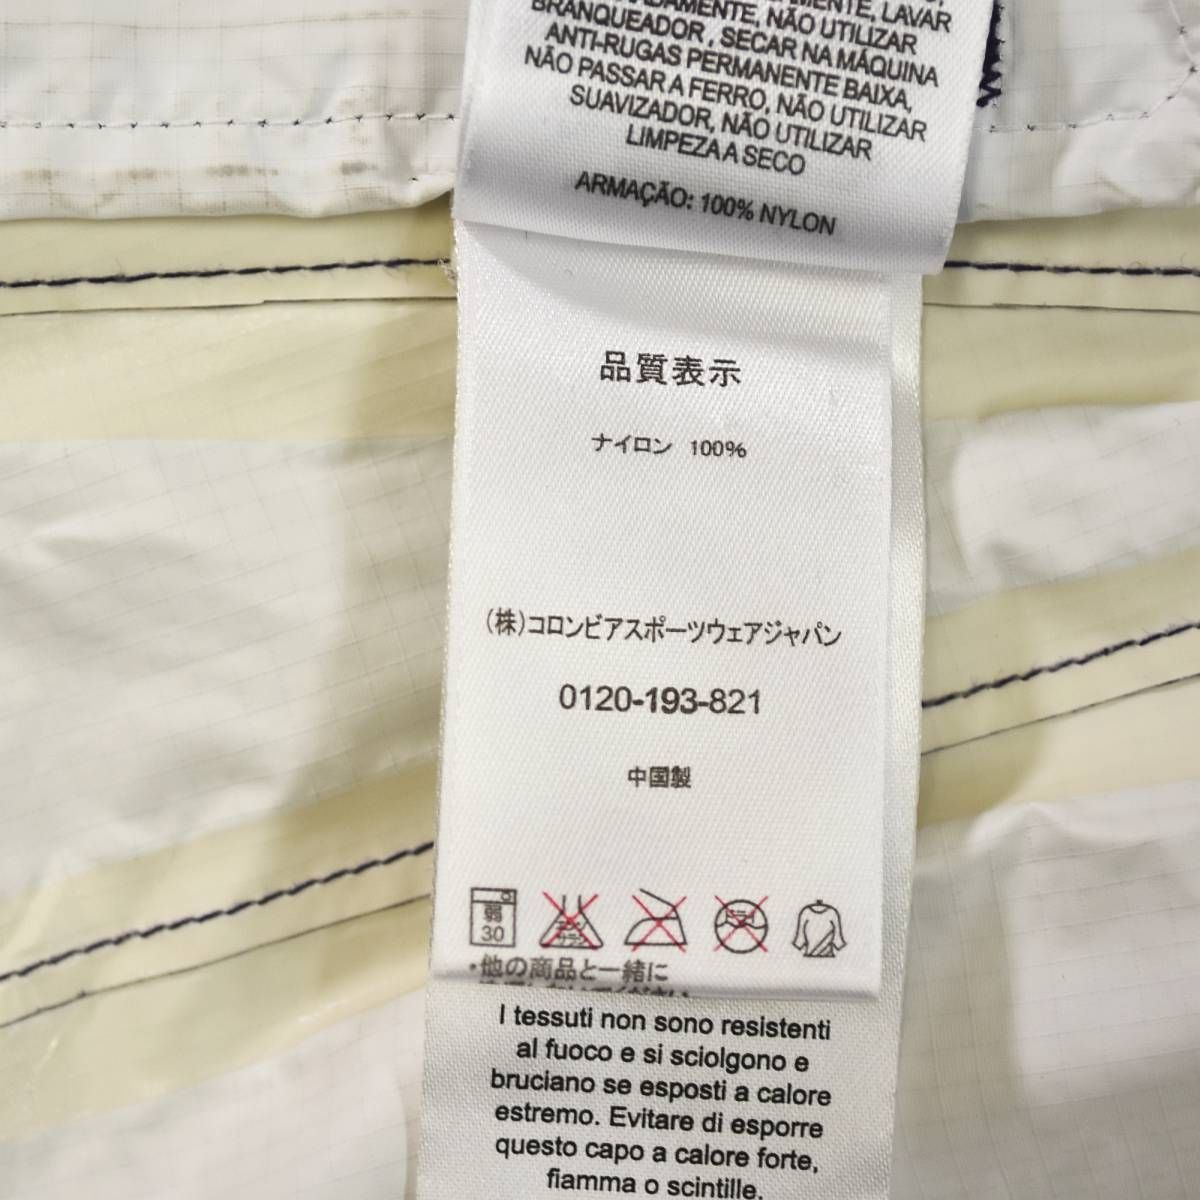 LAVAR
NÃO UTILIZAR
BRANQUEADOR , SECAR NA MÁQUINA
ANTI-RUGAS PERMANENTE BAIXA,
NÃO PASSAR A FERRO, NÃO UTILIZAR
SUAVIZADOR, NÃO UTILIZAR
LIMPEZA A SECO
ARMAÇÃO: 100% NYLON
品質表示
ナイロン 100%
(株)コロンビアスポーツウェアジャパン
0120-193-821
中国製
弱
30
・他の商品と一緒に
I tessuti non sono resistenti
al fuoco e si sciolgono e
bruciano se esposti a calore
estremo. Evitare di esporre
questo capo a calore forte,
fiamma o scintille.